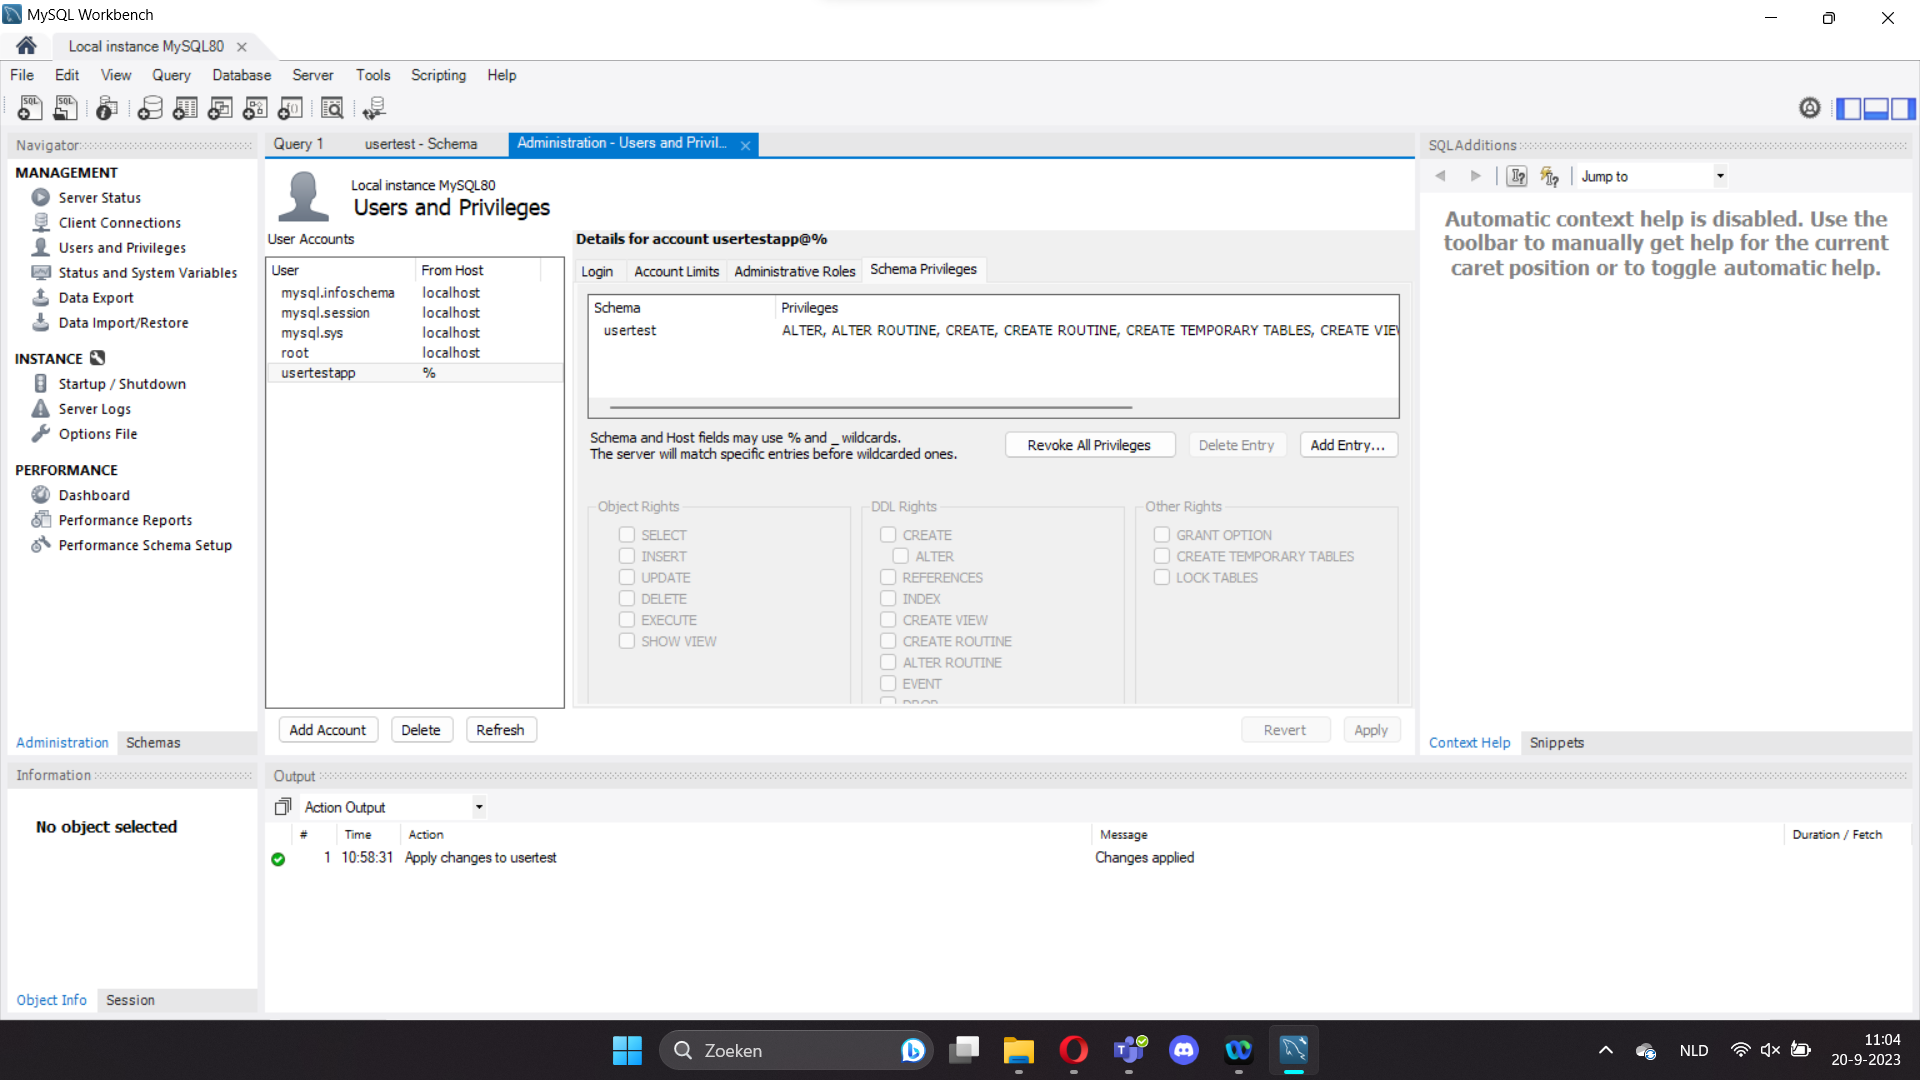 MySQL Workbench
Local instance MySQL80
File Edit View Query Database Server Tools Scripting Help
Navigator
MANAGEMENT
Server Status
Client Connections
Users and Privileges
Status and System Variables
Data Export
Data Import/Restore
INSTANCE
Startup / Shutdown
Server Logs
Options File
PERFORMANCE
Dashboard
Performance Reports
Performance Schema Setup
Administration Schemas
Information
No object selected
Object Info Session
Query 1 usertest - Schema Administration - Users and Privil...
Local instance MySQL80
Users and Privileges
User Accounts
User From Host
mysql.infoschema localhost
mysql.session localhost
mysql.sys localhost
root localhost
usertestapp %
Add Account Delete Refresh
Details for account usertestapp@%
Login Account Limits Administrative Roles Schema Privileges
Schema Privileges
usertest ALTER, ALTER ROUTINE, CREATE, CREATE ROUTINE, CREATE TEMPORARY TABLES, CREATE VIE
Schema and Host fields may use % and _ wildcards.
The server will match specific entries before wildcarded ones.
Revoke All Privileges Delete Entry Add Entry...
Object Rights
SELECT
INSERT
UPDATE
DELETE
EXECUTE
SHOW VIEW
DDL Rights
CREATE
ALTER
REFERENCES
INDEX
CREATE VIEW
CREATE ROUTINE
ALTER ROUTINE
EVENT
DROP
Other Rights
GRANT OPTION
CREATE TEMPORARY TABLES
LOCK TABLES
Revert Apply
SQLAdditions
Jump to
Automatic context help is disabled. Use the
toolbar to manually get help for the current
caret position or to toggle automatic help.
Context Help Snippets
Output
Action Output
# Time Action Message Duration / Fetch
1 10:58:31 Apply changes to usertest Changes applied
Zoeken
NLD
11:04
20-9-2023